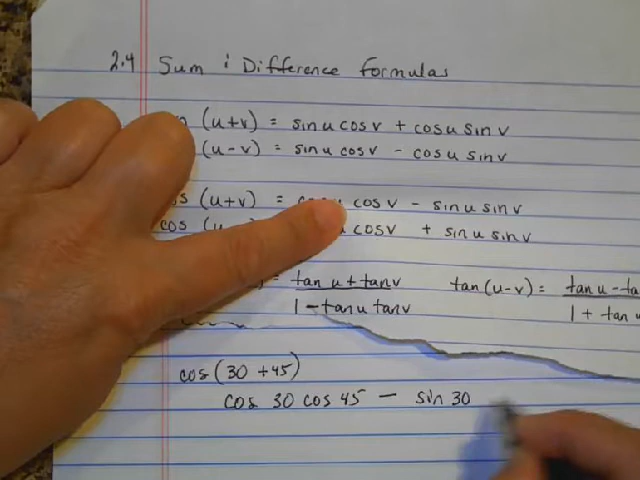 2.4 Sum & Difference Formulas
(u+v) = sin u cos v + cos u sin v
(u-v) = sin u cos v - cos u sin v
(u+v) = cos v - sin u sin v
cos (u cos v + sin u sin v
= tan u + tan v / 1 - tan u tan v tan (u-v) = tan u - ta / 1 + tan u
cos (30 + 45)
cos 30 cos 45 - sin 30